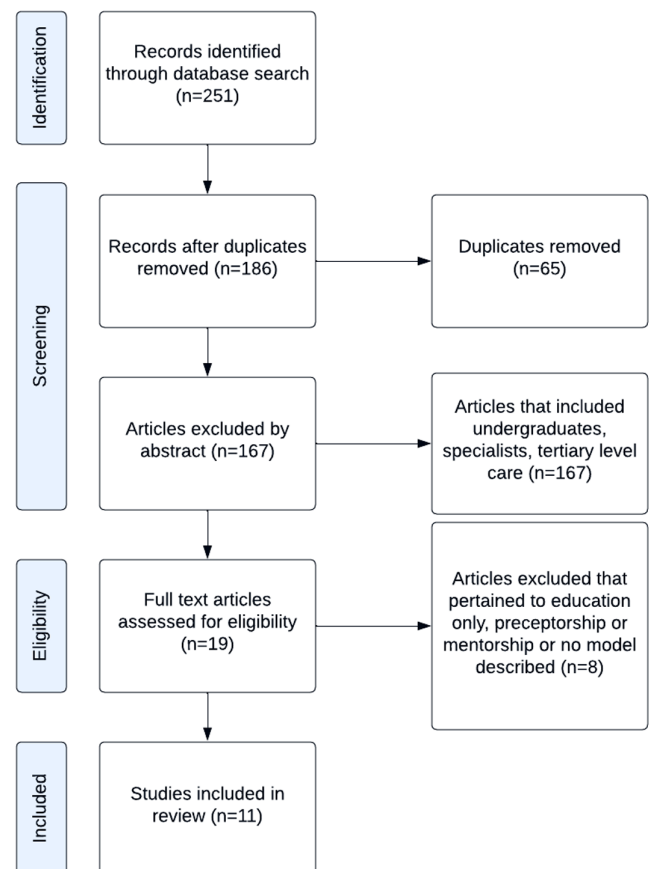 Identification
Records identified
through database search
(n=251)
Screening
Records after duplicates
removed (n=186)
Duplicates removed
(n=65)
Articles excluded by
abstract (n=167)
Articles that included
undergraduates,
specialists, tertiary level
care (n=167)
Eligibility
Full text articles
assessed for eligibility
(n=19)
Articles excluded that
pertained to education
only, preceptorship or
mentorship or no model
described (n=8)
Included
Studies included in
review (n=11)